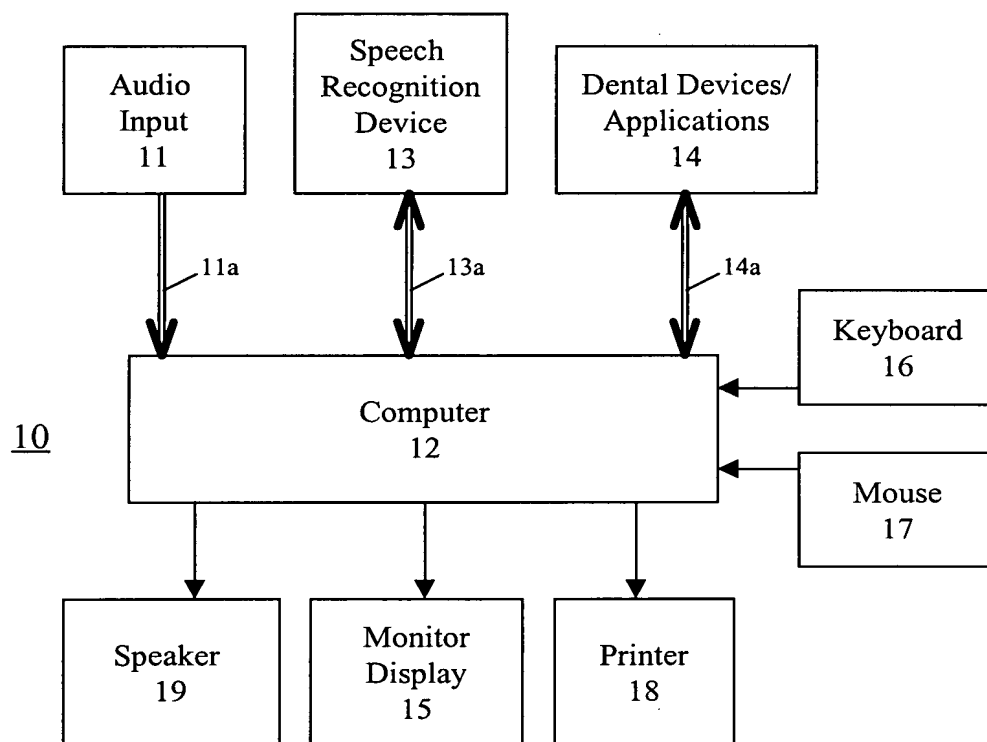 Audio
Input
11
Speech
Recognition
Device
13
Dental Devices/
Applications
14
11a
13a
14a
Keyboard
16
Computer
12
10
Mouse
17
Speaker
19
Monitor
Display
15
Printer
18